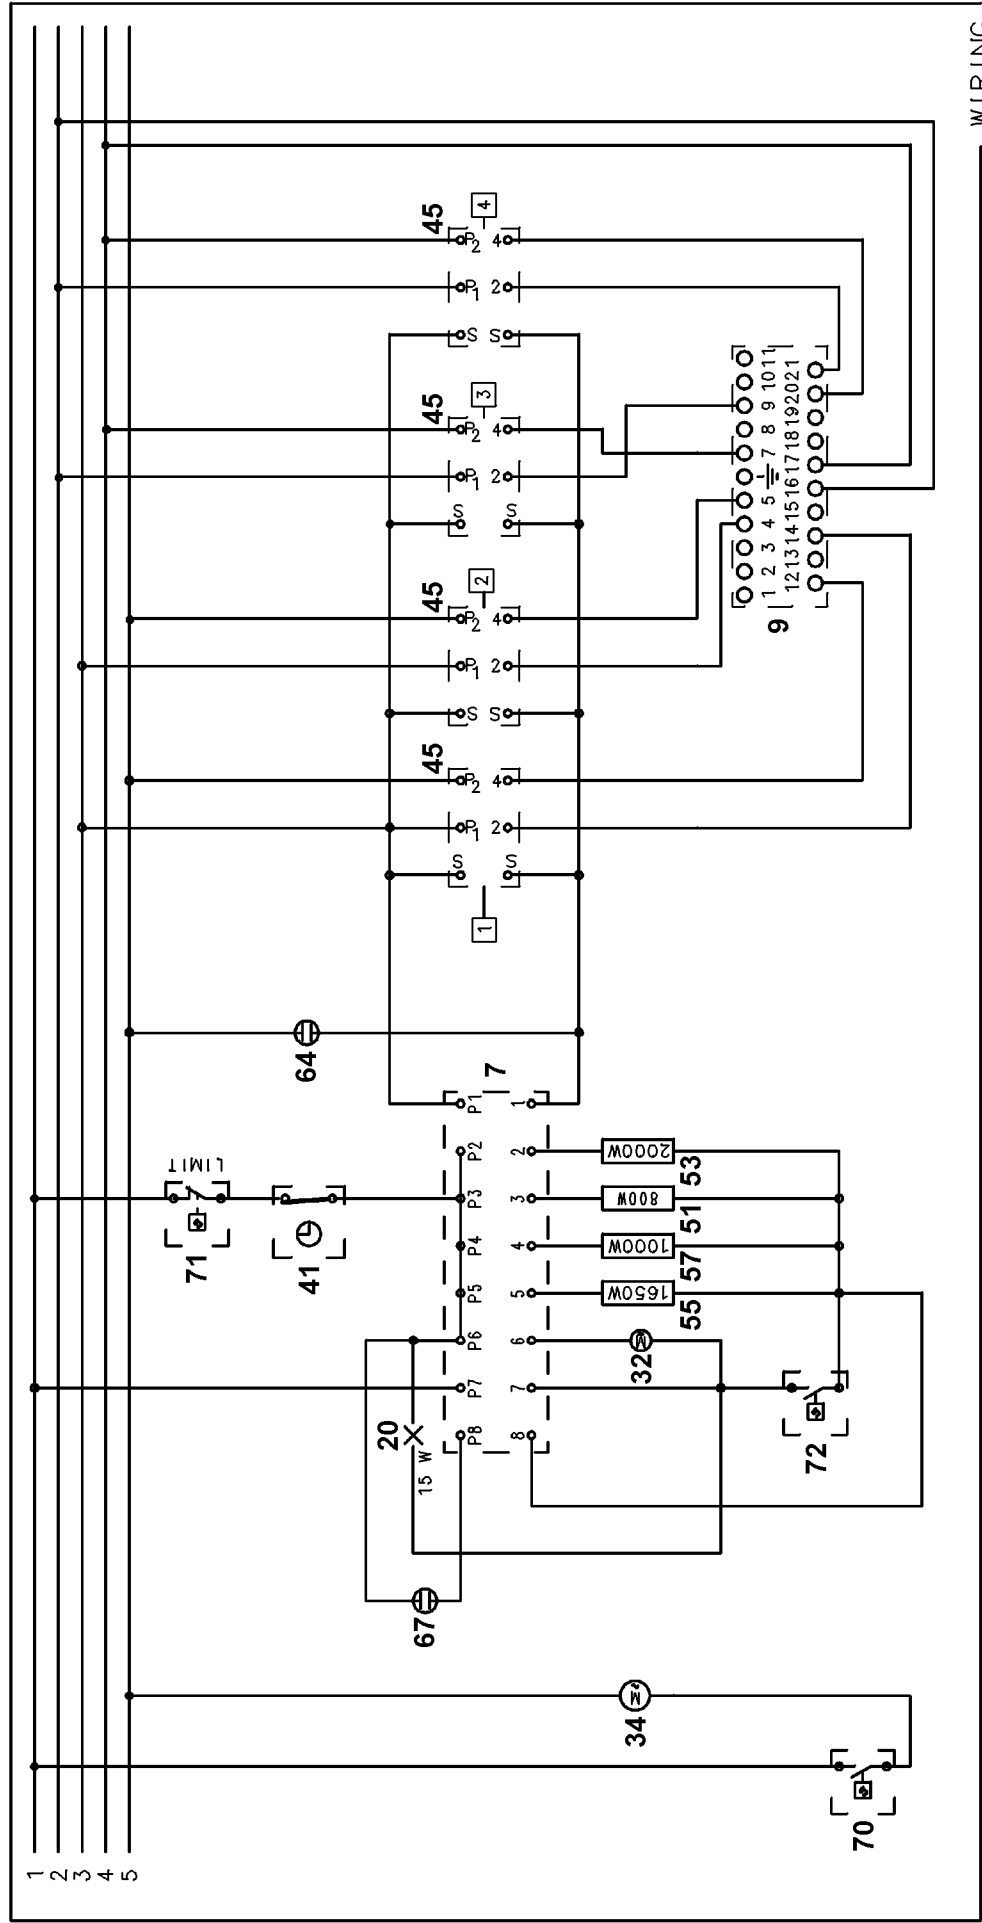 WIRING
1
2
3
4
5
45
P2 4
4
P1 2
S S
45
P2 4
3
P1 2
S S
45
P2 4
2
P1 2
S S
45
P2 4
P1 2
S S
1
9
1 2 3 4 5 7 8 9 10 11
12 13 14 15 16 17 18 19 20 21
64
7
P1 1
P2 2
P3 3
P4 4
P5 5
P6 6
P7 7
P8 8
LIMIT
71
41
2000W
53
800W
51
1000W
57
1650W
55
M
32
20
15 W
72
67
M
34
70